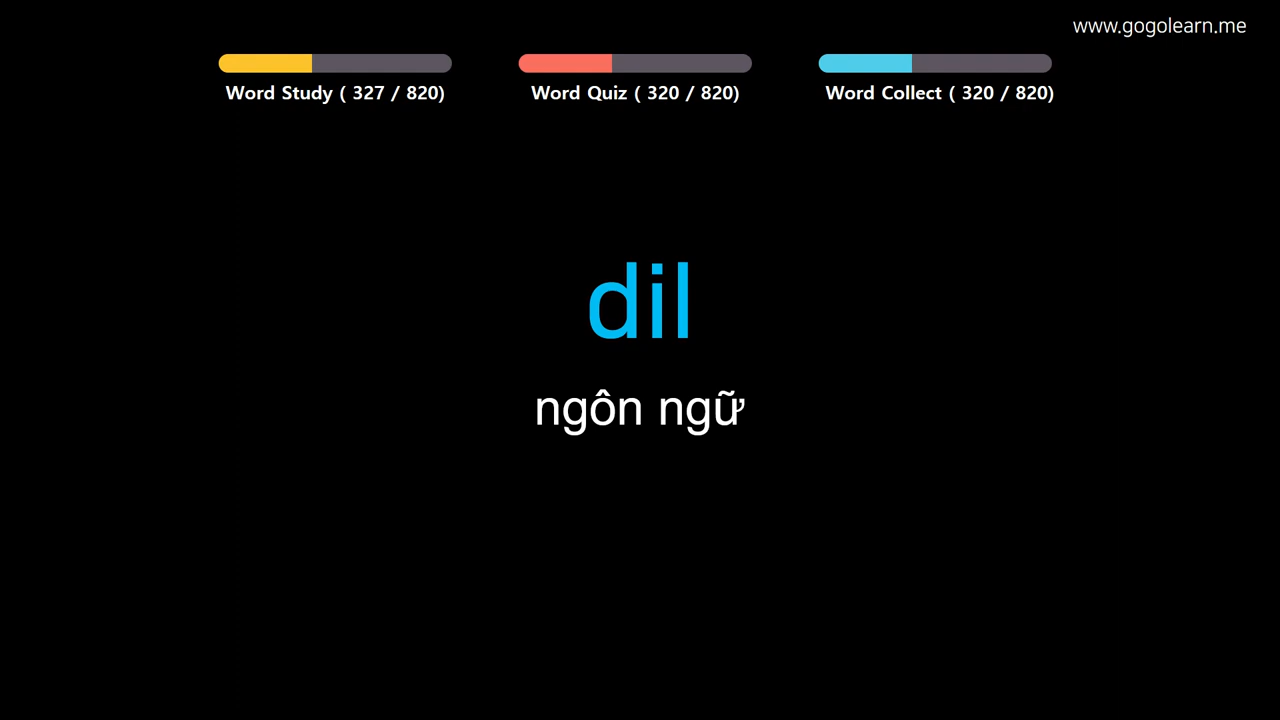 www.gogolearn.me
Word Study ( 327 / 820)
Word Quiz ( 320 / 820)
Word Collect ( 320 / 820)
dil
ngôn ngữ